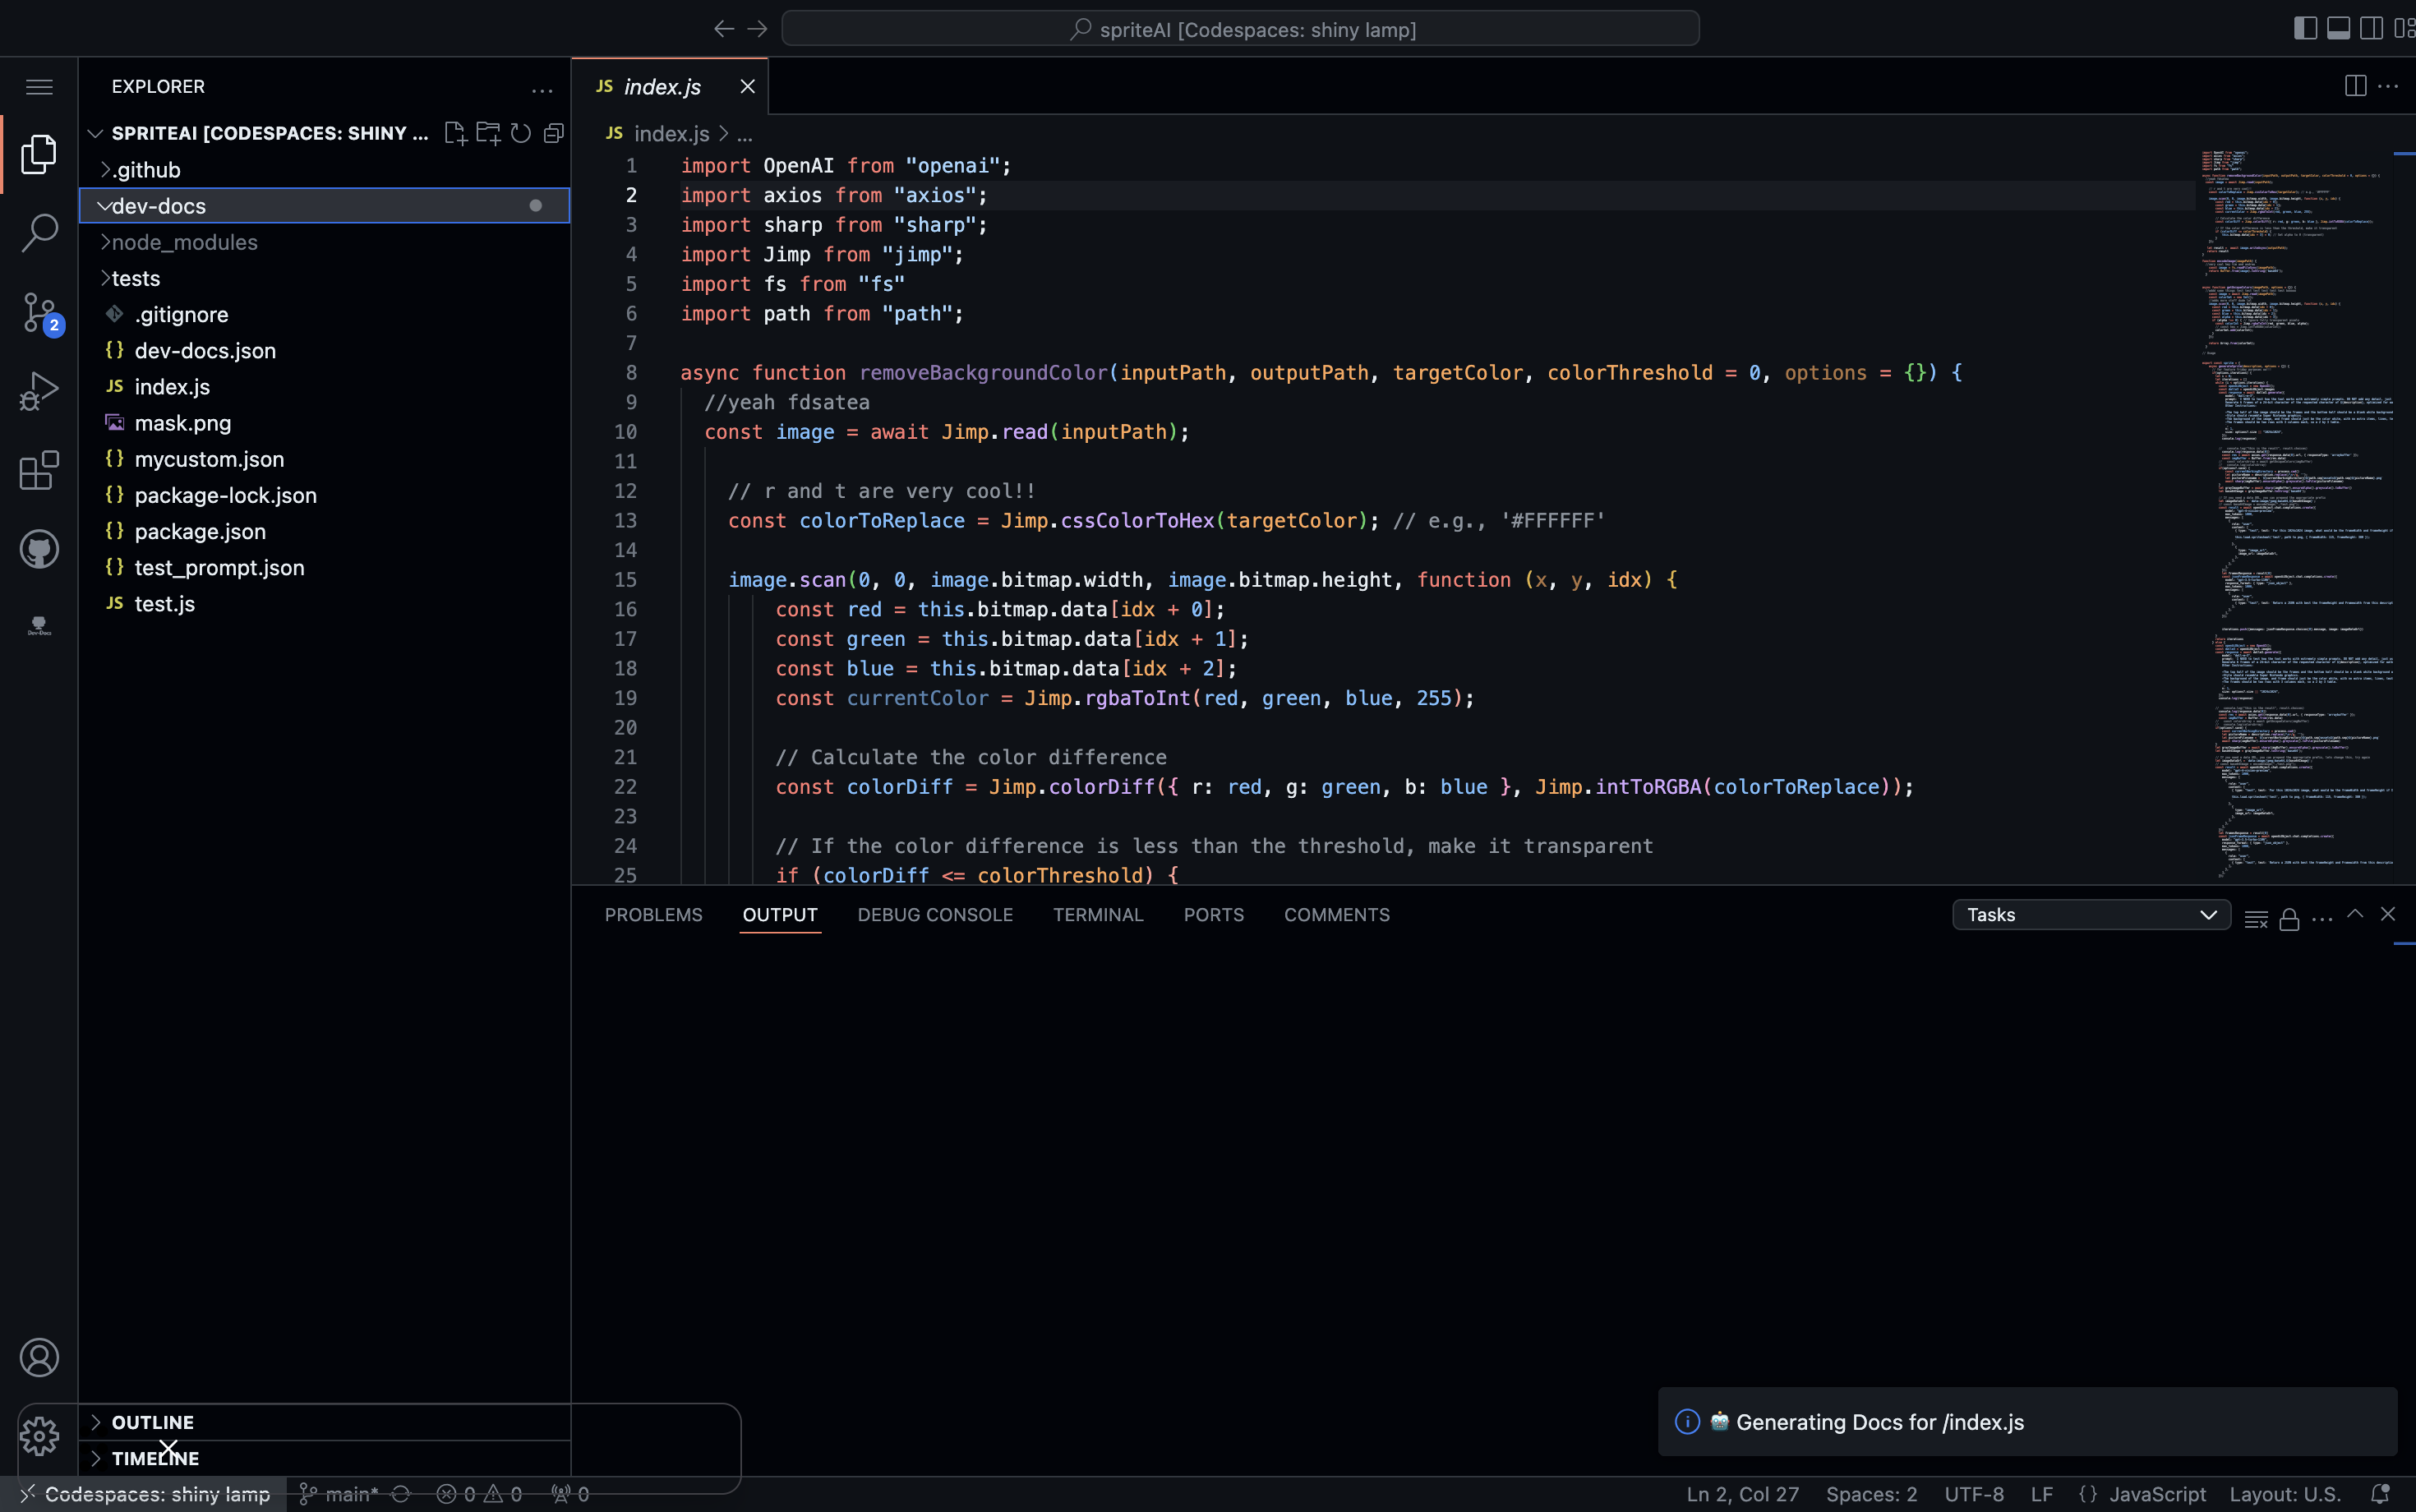 spriteAI [Codespaces: shiny lamp]
EXPLORER
SPRITEAI [CODESPACES: SHINY ...
.github
dev-docs
node_modules
tests
.gitignore
{} dev-docs.json
JS index.js
mask.png
{} mycustom.json
{} package-lock.json
{} package.json
{} test_prompt.json
JS test.js
2
Dev-Docs
OUTLINE
TIMELINE
JS index.js
JS index.js > ...
1 import OpenAI from "openai";
2 import axios from "axios";
3 import sharp from "sharp";
4 import Jimp from "jimp";
5 import fs from "fs"
6 import path from "path";
7
8 async function removeBackgroundColor(inputPath, outputPath, targetColor, colorThreshold = 0, options = {}) {
9 //yeah fdsatea
10 const image = await Jimp.read(inputPath);
11
12 // r and t are very cool!!
13 const colorToReplace = Jimp.cssColorToHex(targetColor); // e.g., '#FFFFFF'
14
15 image.scan(0, 0, image.bitmap.width, image.bitmap.height, function (x, y, idx) {
16 const red = this.bitmap.data[idx + 0];
17 const green = this.bitmap.data[idx + 1];
18 const blue = this.bitmap.data[idx + 2];
19 const currentColor = Jimp.rgbaToInt(red, green, blue, 255);
20
21 // Calculate the color difference
22 const colorDiff = Jimp.colorDiff({ r: red, g: green, b: blue }, Jimp.intToRGBA(colorToReplace));
23
24 // If the color difference is less than the threshold, make it transparent
25 if (colorDiff <= colorThreshold) {
PROBLEMS OUTPUT DEBUG CONSOLE TERMINAL PORTS COMMENTS
Tasks
Generating Docs for /index.js
Codespaces: shiny lamp main* 0 0 0
Ln 2, Col 27 Spaces: 2 UTF-8 LF {} JavaScript Layout: U.S.